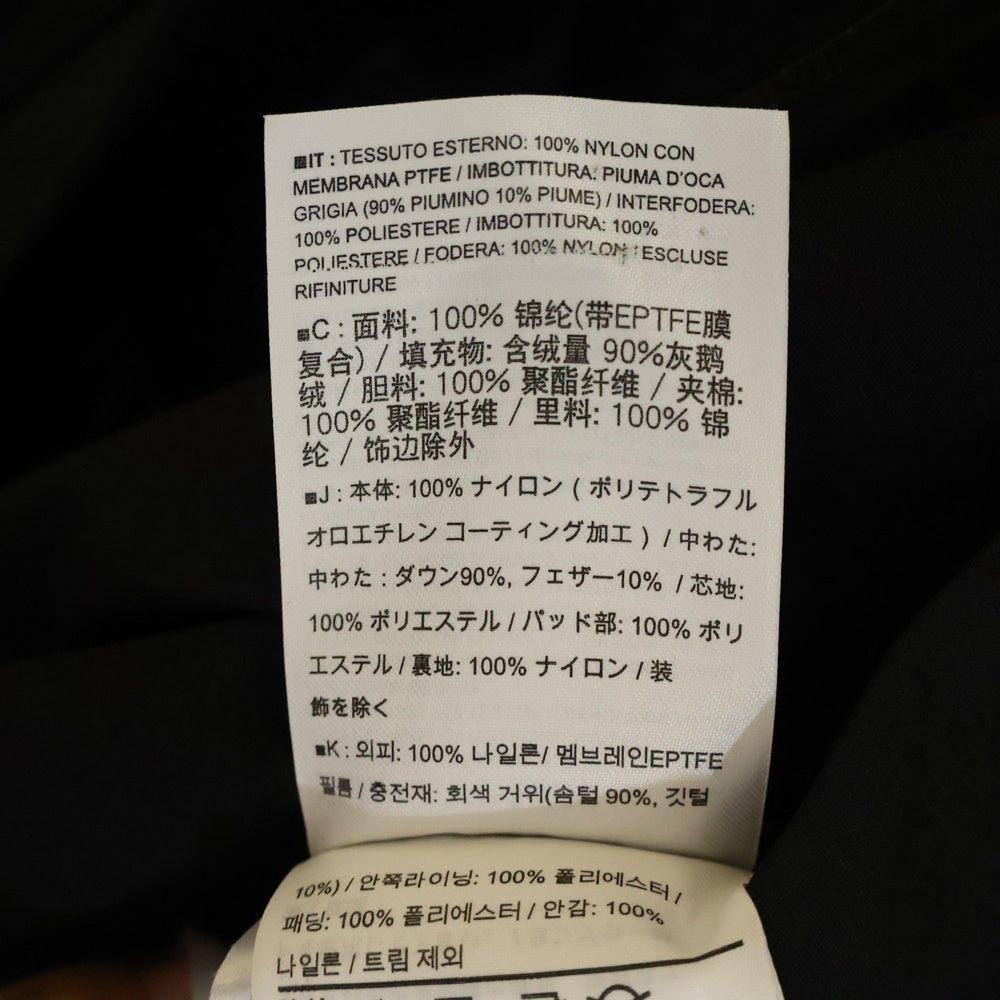 IT : TESSUTO ESTERNO: 100% NYLON CON
MEMBRANA PTFE / IMBOTTITURA: PIUMA D'OCA
GRIGIA (90% PIUMINO 10% PIUME) / INTERFODERA:
100% POLIESTERE / IMBOTTITURA: 100%
POLIESTERE / FODERA: 100% NYLON / ESCLUSE
RIFINITURE
■C : 面料: 100% 锦纶(带EPTFE膜
复合) / 填充物: 含绒量 90%灰鹅
绒 / 胆料: 100% 聚酯纤维 / 夹棉:
100% 聚酯纤维 / 里料: 100% 锦
纶 / 饰边除外
■J : 本体: 100% ナイロン ( ポリテトラフル
オロエチレン コーティング加工 ) / 中わた:
中わた : ダウン90%, フェザー10% / 芯地:
100% ポリエステル / パッド部: 100% ポリ
エステル / 裏地: 100% ナイロン / 装
飾を除く
■K : 외피: 100% 나일론/ 멤브레인EPTFE
필름 / 충전재: 회색 거위(솜털 90%, 깃털
10%) / 안쪽라이닝: 100% 폴리에스터 /
패딩: 100% 폴리에스터 / 안감: 100%
나일론 / 트림 제외